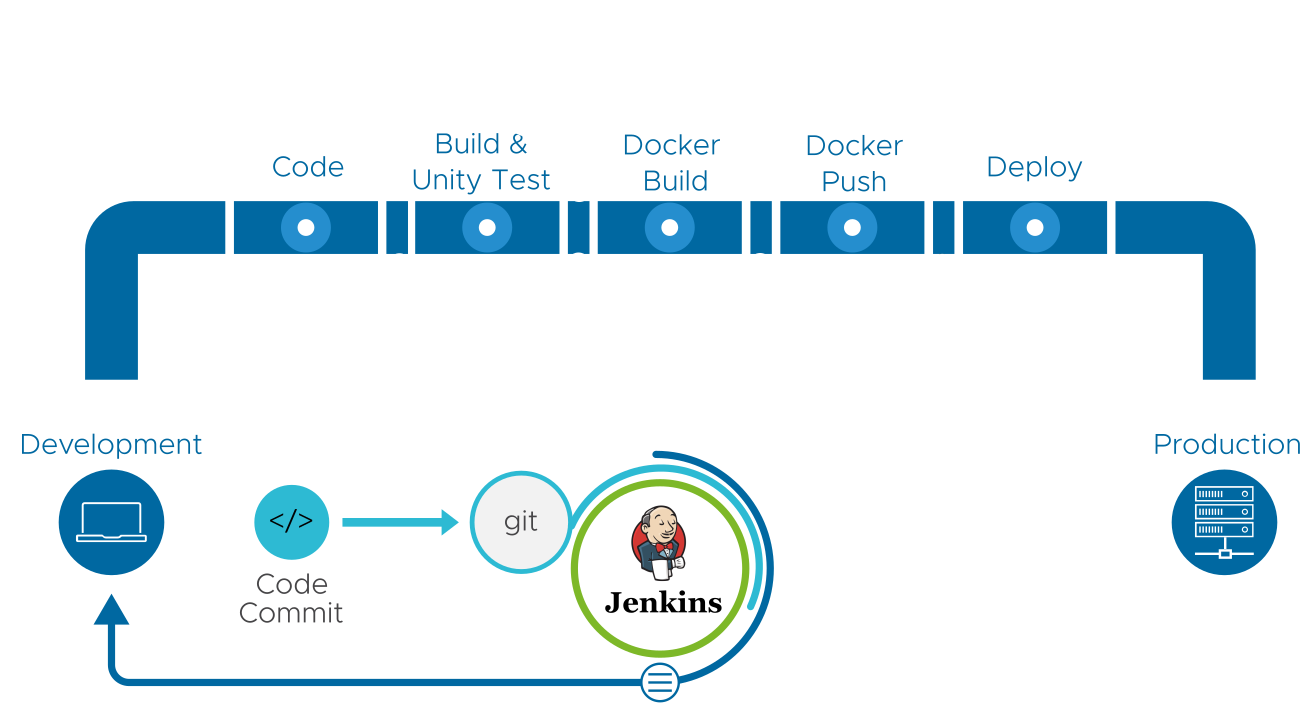 Code
Build &
Unity Test
Docker
Build
Docker
Push
Deploy
Development
Production
</>
git
Code
Commit
Jenkins